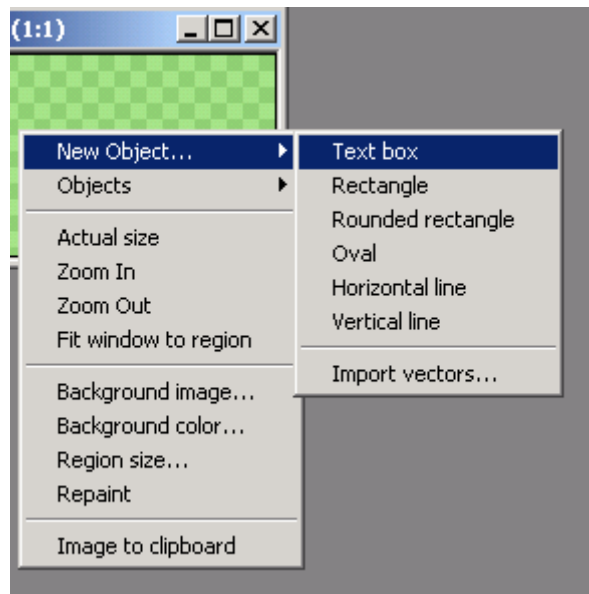 (1:1)
New Object...
Objects
Actual size
Zoom In
Zoom Out
Fit window to region
Background image...
Background color...
Region size...
Repaint
Image to clipboard
Text box
Rectangle
Rounded rectangle
Oval
Horizontal line
Vertical line
Import vectors...